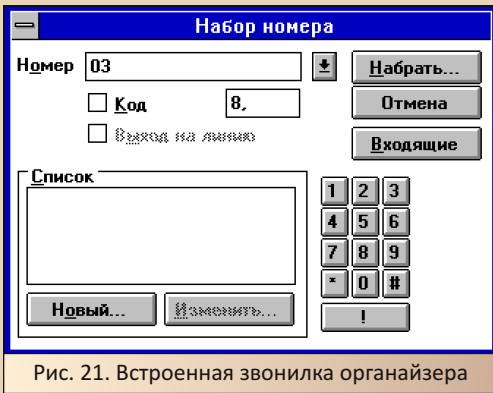 Набор номера
Номер 03
Набрать...
Код 8,
Отмена
Выход на линию
Входящие
Список
1 2 3
4 5 6
7 8 9
* 0 #
Новый... Изменить... !
Рис. 21. Встроенная звонилка органайзера